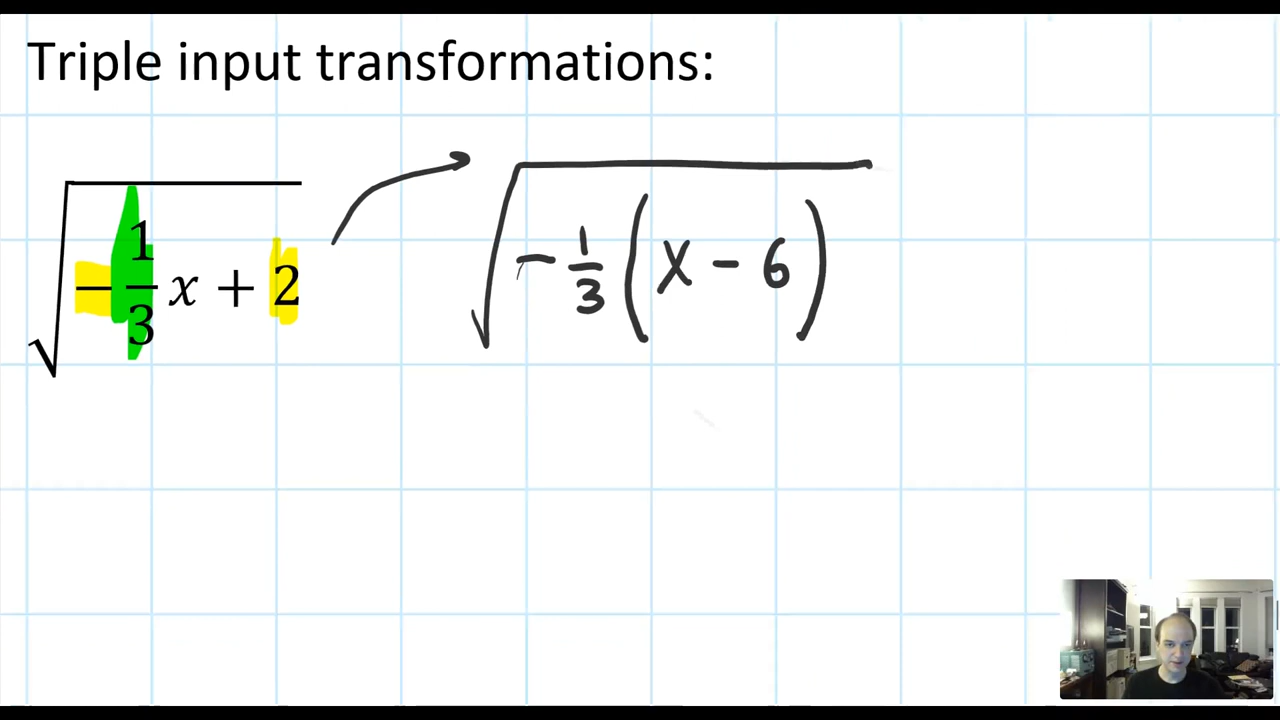 Triple input transformations:
√(-1/3 x + 2)
√(-1/3 (x - 6))